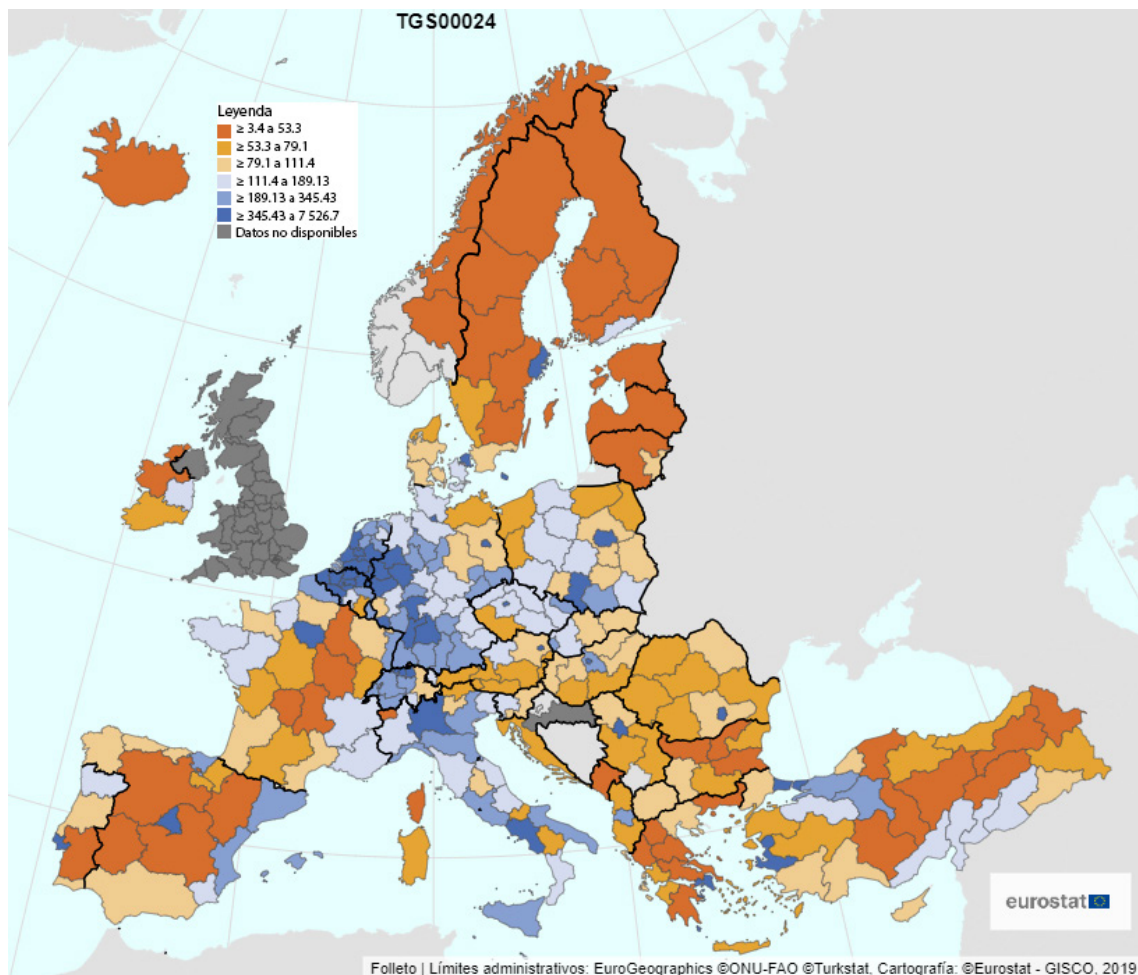 TGS00024
Leyenda
≥ 3.4 a 53.3
≥ 53.3 a 79.1
≥ 79.1 a 111.4
≥ 111.4 a 189.13
≥ 189.13 a 345.43
≥ 345.43 a 7 526.7
Datos no disponibles
eurostat
Folleto | Límites administrativos: EuroGeographics ©ONU-FAO ©Turkstat, Cartografía: ©Eurostat - GISCO, 2019